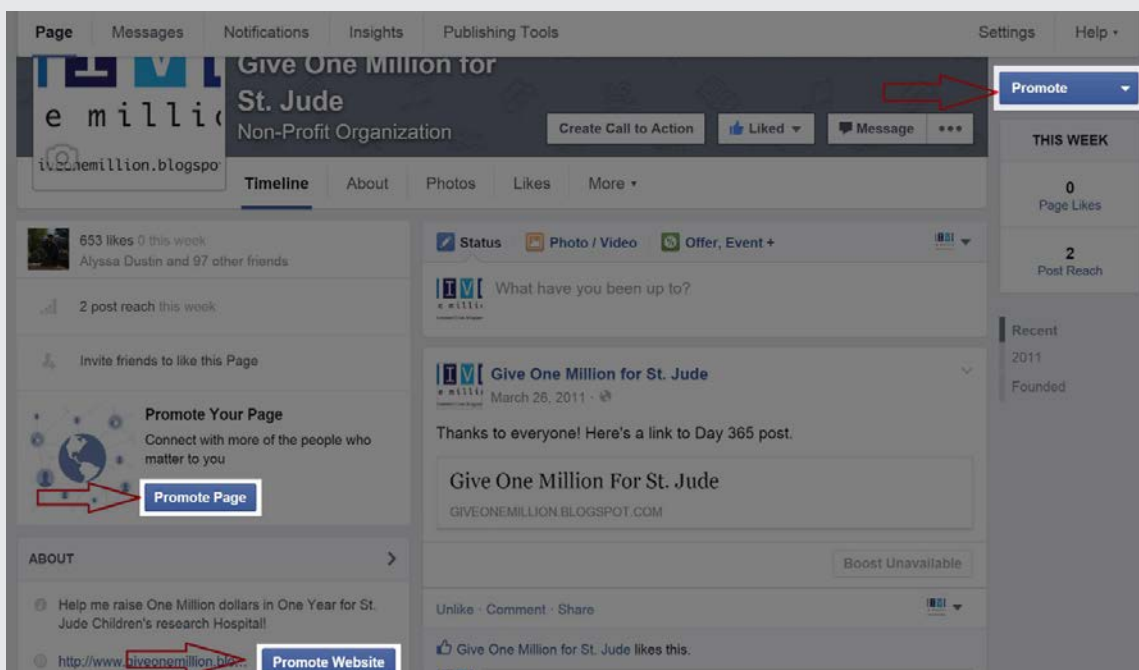 Page Messages Notifications Insights Publishing Tools Settings Help
Give One Million for
St. Jude
Non-Profit Organization
e milli
iveonemillion.blogspo
Create Call to Action Liked Message
Timeline About Photos Likes More
Promote
THIS WEEK
0
Page Likes
2
Post Reach
Recent
2011
Founded
653 likes 0 this week
Alyssa Dustin and 97 other friends
2 post reach this week
Invite friends to like this Page
Promote Your Page
Connect with more of the people who
matter to you
Promote Page
ABOUT
Help me raise One Million dollars in One Year for St.
Jude Children's research Hospital!
http://www.giveonemillion.blo...
Promote Website
Status Photo / Video Offer, Event +
What have you been up to?
Give One Million for St. Jude
March 26, 2011 ·
Thanks to everyone! Here's a link to Day 365 post.
Give One Million For St. Jude
GIVEONEMILLION.BLOGSPOT.COM
Boost Unavailable
Unlike · Comment · Share
Give One Million for St. Jude likes this.